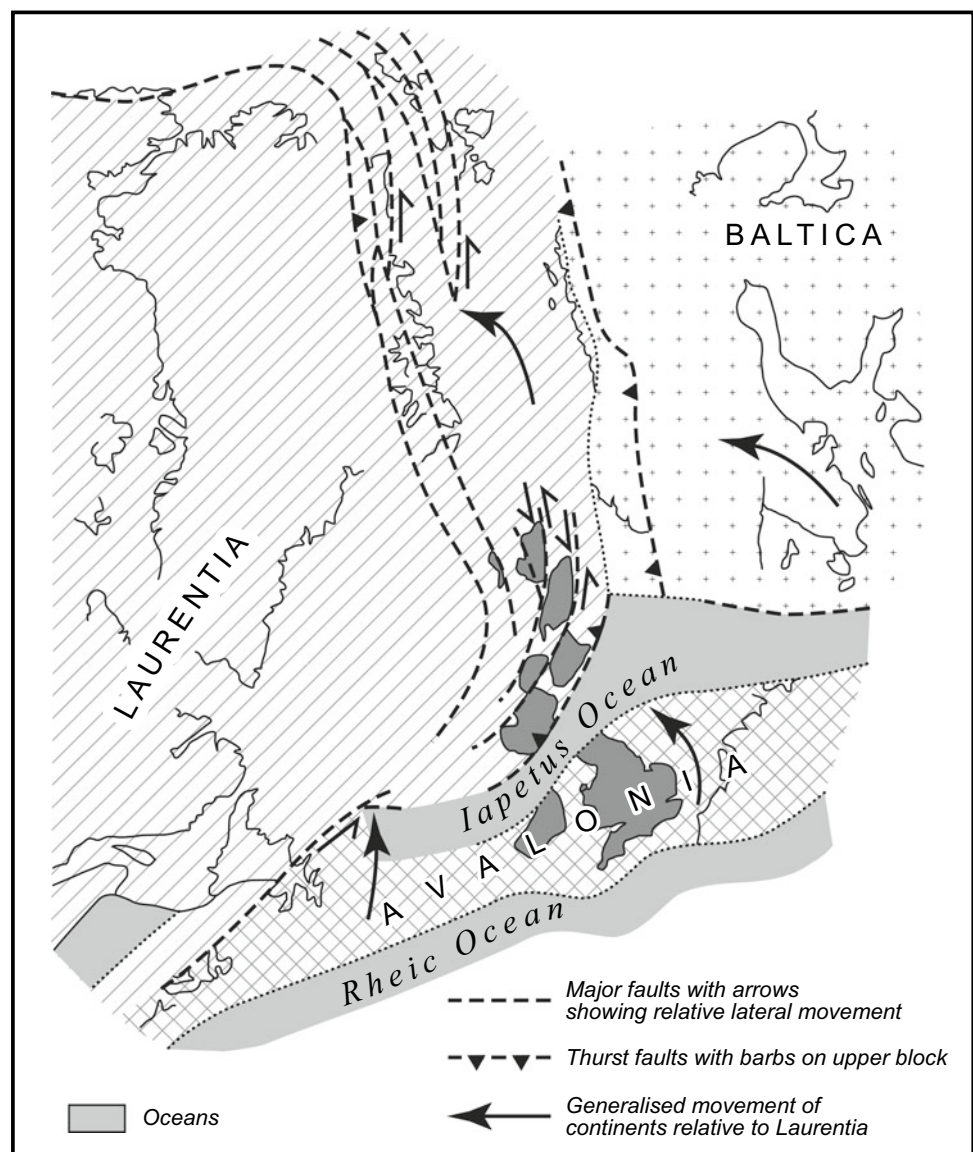 BALTICA
LAURENTIA
Iapetus Ocean
AVALONIA
Rheic Ocean
Major faults with arrows
showing relative lateral movement
Thurst faults with barbs on upper block
Oceans
Generalised movement of
continents relative to Laurentia